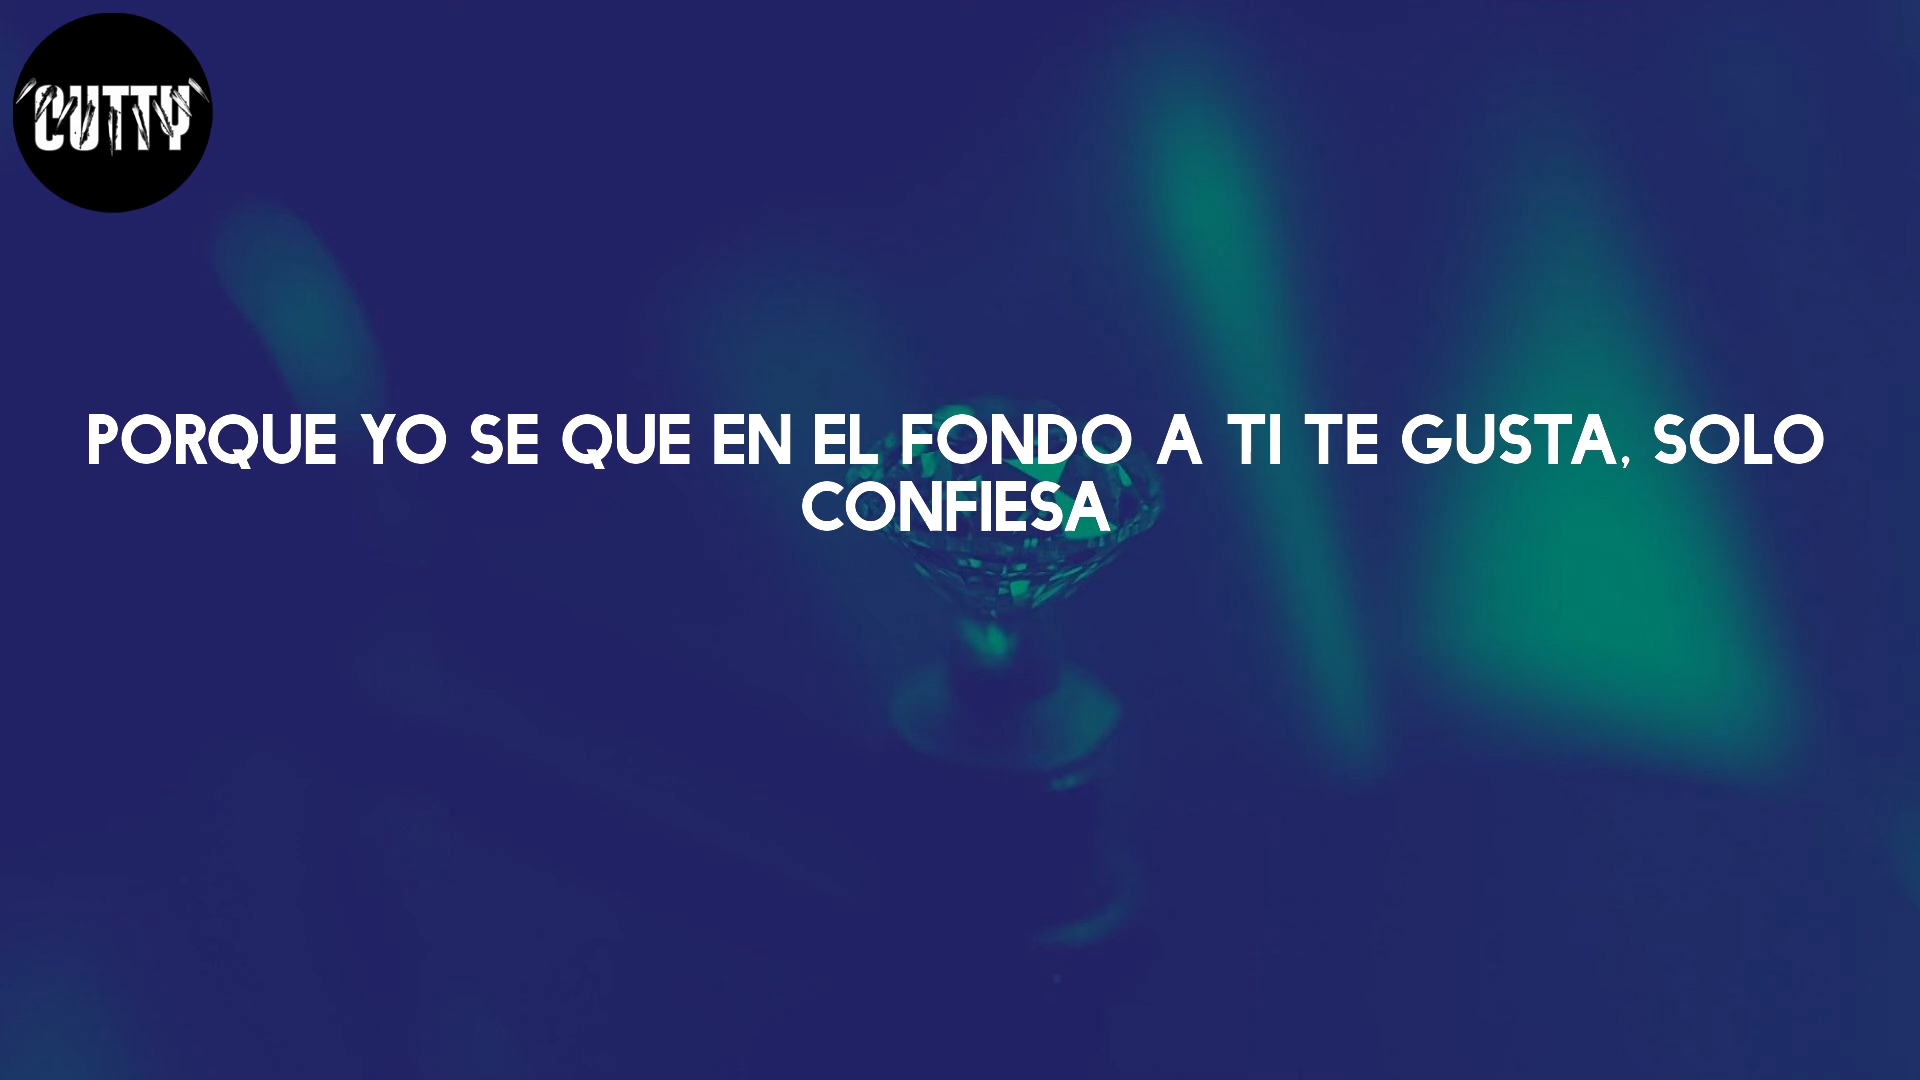 CUTTY
PORQUE YO SE QUE EN EL FONDO A TI TE GUSTA, SOLO
CONFIESA